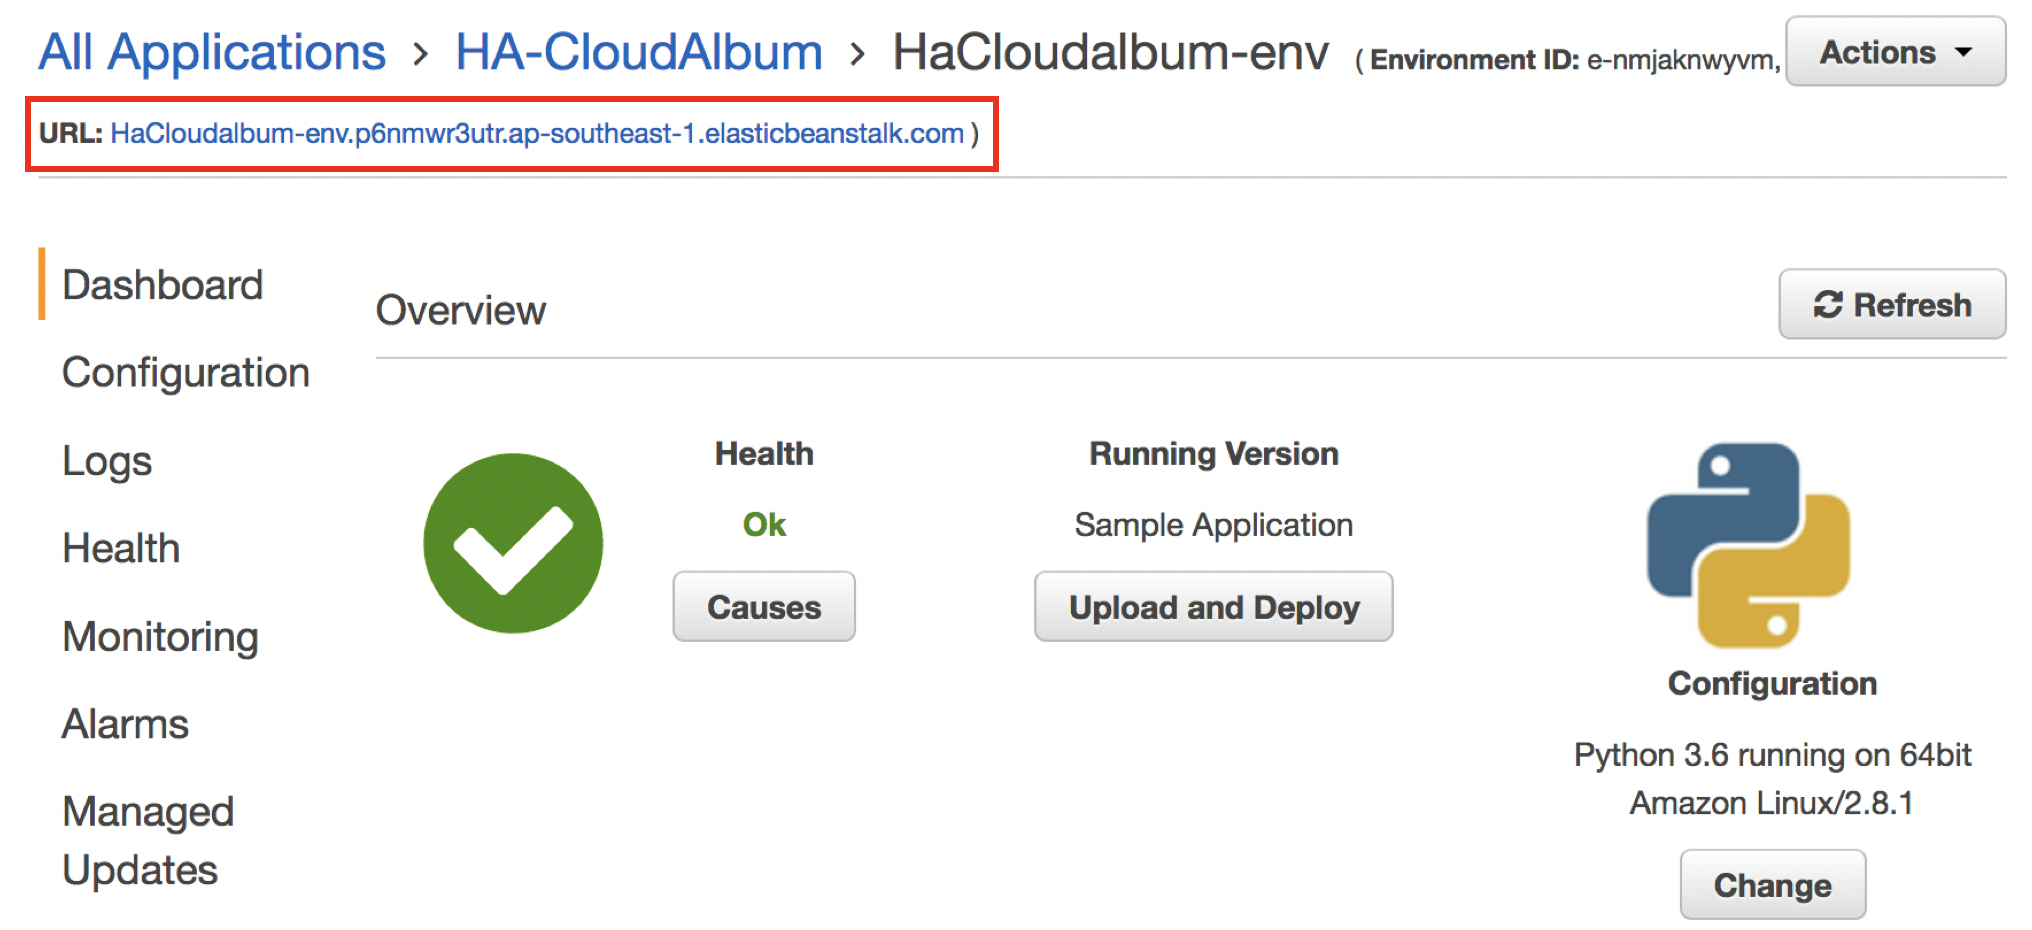 All Applications > HA-CloudAlbum > HaCloudalbum-env ( Environment ID: e-nmjaknwyvm, Actions
URL: HaCloudalbum-env.p6nmwr3utr.ap-southeast-1.elasticbeanstalk.com )
Dashboard
Configuration
Logs
Health
Monitoring
Alarms
Managed
Updates
Overview
Refresh
Health
Ok
Causes
Running Version
Sample Application
Upload and Deploy
Configuration
Python 3.6 running on 64bit
Amazon Linux/2.8.1
Change